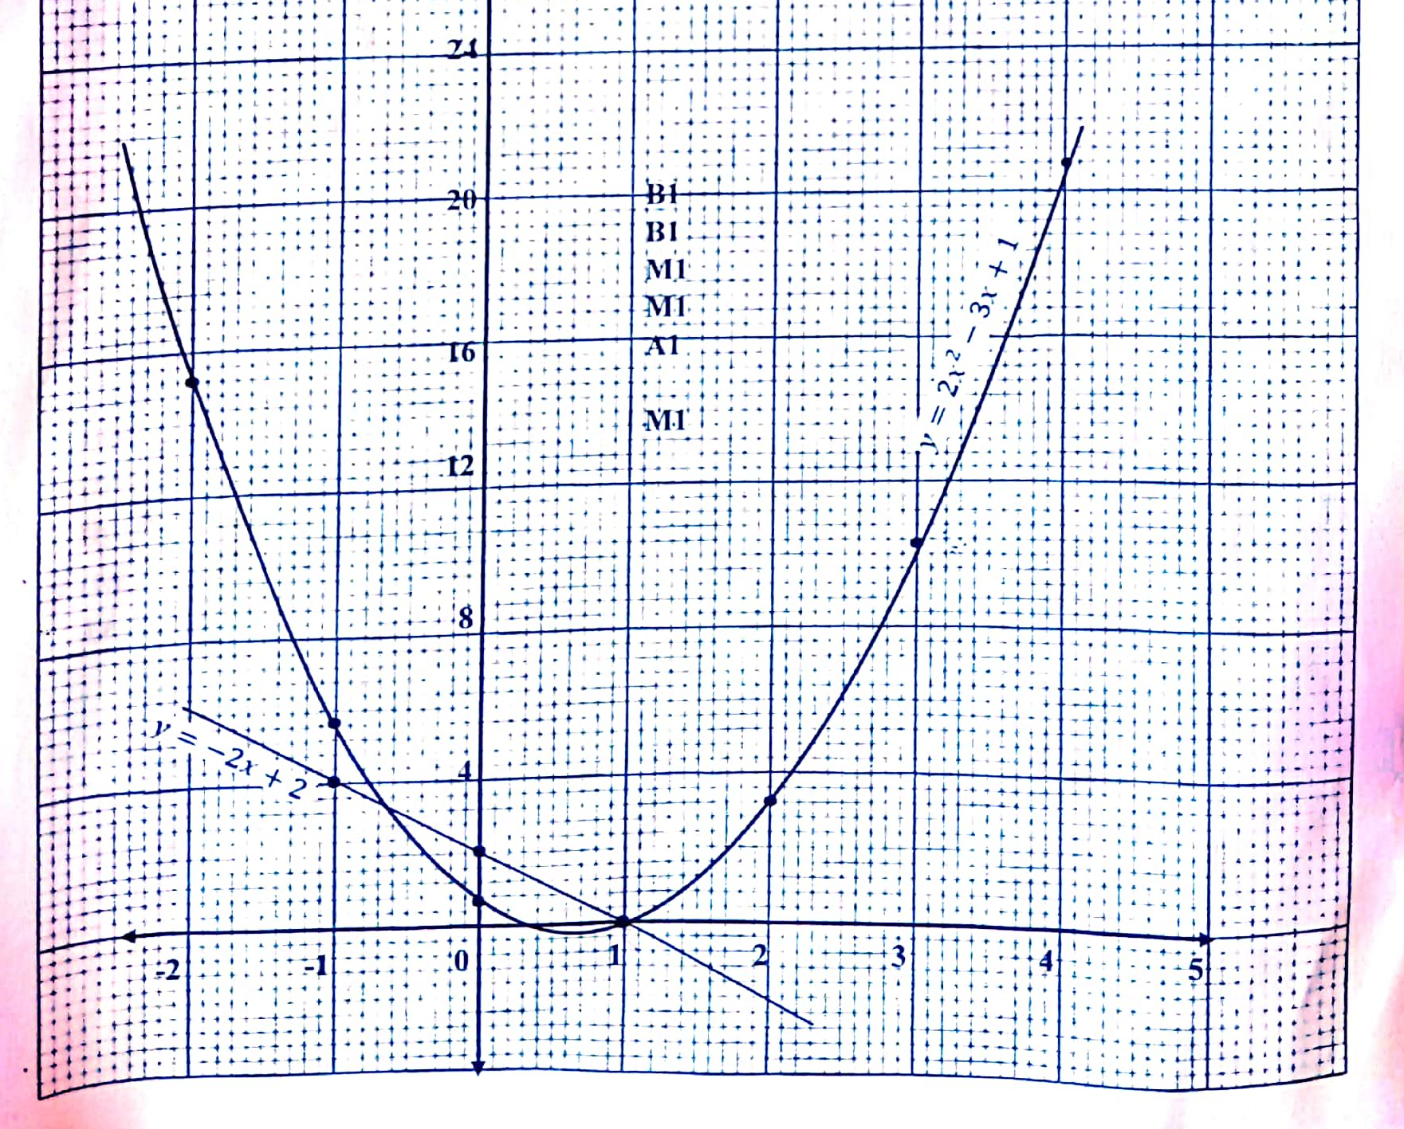 24
20
B1
B1
M1
M1
16
A1
M1
12
y = 2x² − 3x + 1
8
y = −2x + 2
4
-2 -1 0 1 2 3 4 5